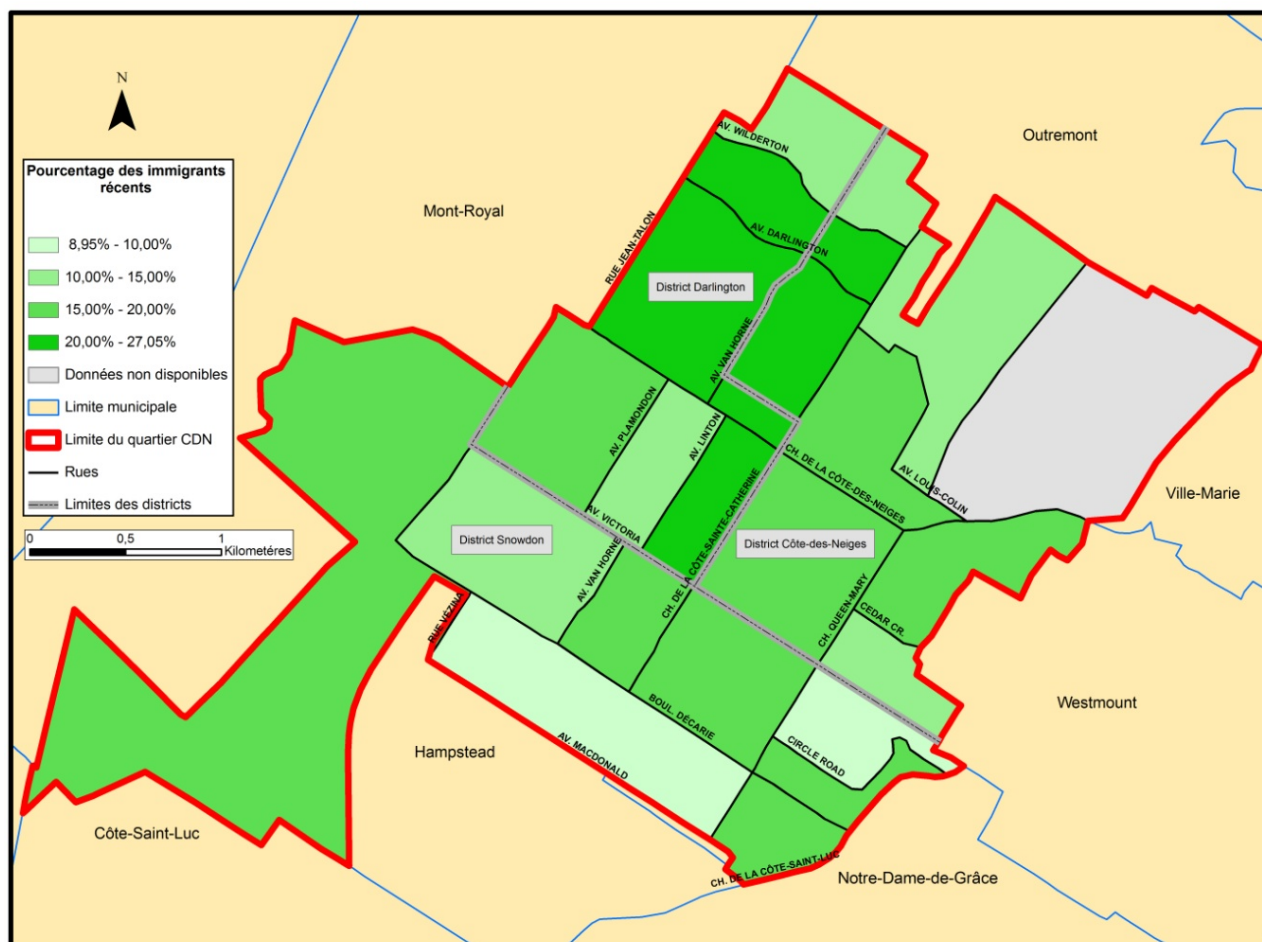 N
Pourcentage des immigrants
récents
8,95% - 10,00%
10,00% - 15,00%
15,00% - 20,00%
20,00% - 27,05%
Données non disponibles
Limite municipale
Limite du quartier CDN
Rues
Limites des districts
0 0,5 1
Kilometéres
Mont-Royal
Outremont
AV. WILDERTON
RUE JEAN-TALON
AV. DARLINGTON
District Darlington
AV. VAN HORNE
AV. PLAMONDON
AV. LINTON
CH. DE LA CÔTE-DES-NEIGES
AV. LOUIS-COLIN
Ville-Marie
AV. VICTORIA
District Snowdon
AV. VAN HORNE
CH. DE LA CÔTE-SAINTE-CATHERINE
District Côte-des-Neiges
CH. QUEEN-MARY
CEDAR CR.
RUE VÉZINA
Westmount
BOUL. DÉCARIE
CIRCLE ROAD
AV. MACDONALD
Hampstead
Côte-Saint-Luc
CH. DE LA CÔTE-SAINT-LUC
Notre-Dame-de-Grâce